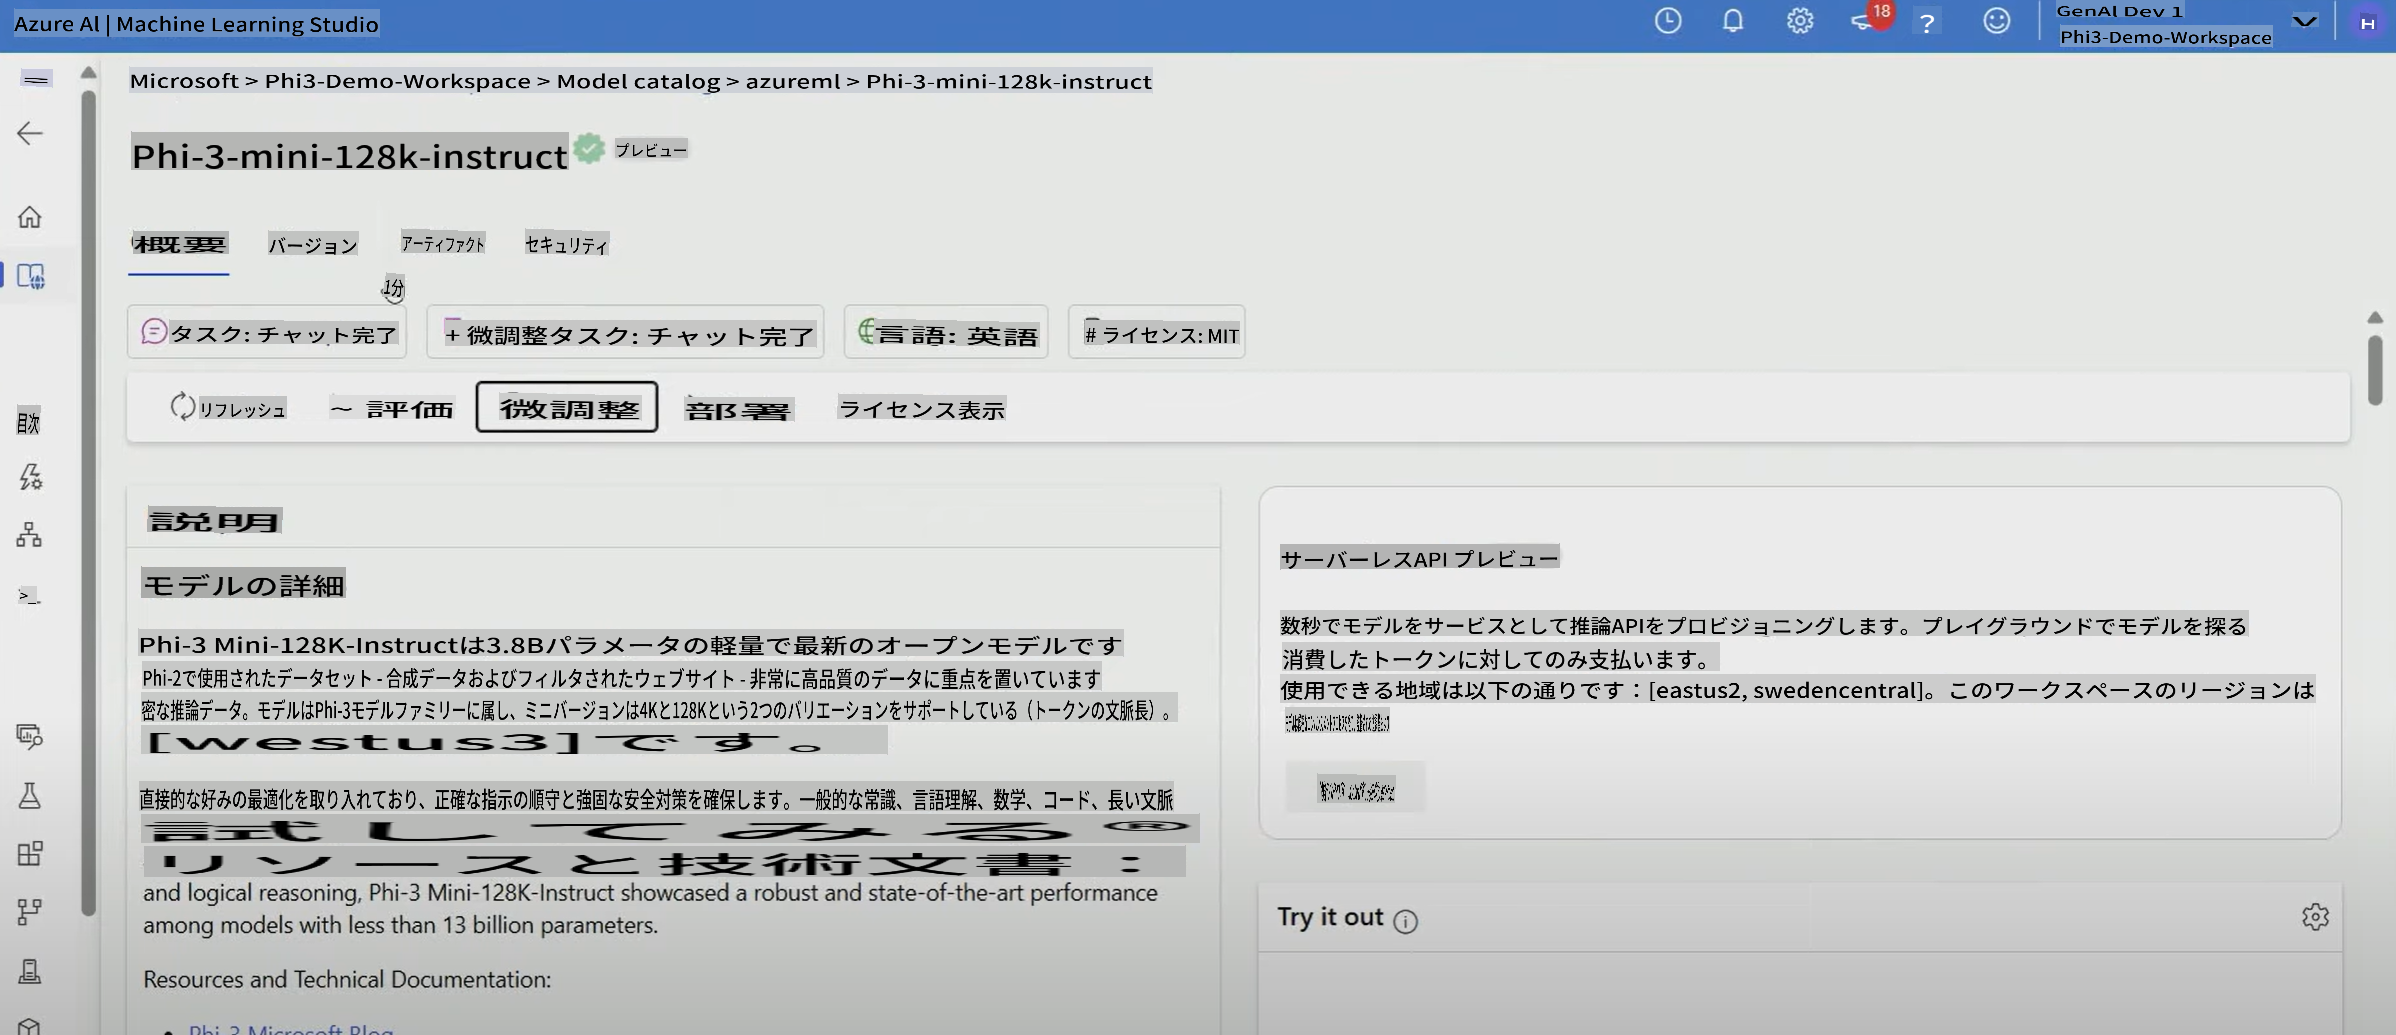 Azure AI | Machine Learning Studio
18
?
GenAI Dev 1
Phi3-Demo-Workspace
H
Microsoft > Phi3-Demo-Workspace > Model catalog > azureml > Phi-3-mini-128k-instruct
Phi-3-mini-128k-instruct
プレビュー
概要
バージョン
アーティファクト
セキュリティ
1分
タスク: チャット完了
+ 微調整タスク: チャット完了
言語: 英語
# ライセンス: MIT
リフレッシュ
~ 評価
微調整
部署
ライセンス表示
目次
>_
説明
モデルの詳細
Phi-3 Mini-128K-Instructは3.8Bパラメータの軽量で最新のオープンモデルです
Phi-2で使用されたデータセット - 合成データおよびフィルタされたウェブサイト - 非常に高品質のデータに重点を置いています
密な推論データ。モデルはPhi-3モデルファミリーに属し、ミニバージョンは4Kと128Kという2つのバリエーションをサポートしている（トークンの文脈長）。
[westus3]です。
直接的な好みの最適化を取り入れており、正確な指示の順守と強固な安全対策を確保します。一般的な常識、言語理解、数学、コード、長い文脈
試してみる®
リソースと技術文書：
and logical reasoning, Phi-3 Mini-128K-Instruct showcased a robust and state-of-the-art performance
among models with less than 13 billion parameters.
Resources and Technical Documentation:
• Phi-3 Microsoft Blog
サーバーレスAPI プレビュー
数秒でモデルをサービスとして推論APIをプロビジョニングします。プレイグラウンドでモデルを探る
消費したトークンに対してのみ支払います。
使用できる地域は以下の通りです：[eastus2, swedencentral]。このワークスペースのリージョンは
Try it out